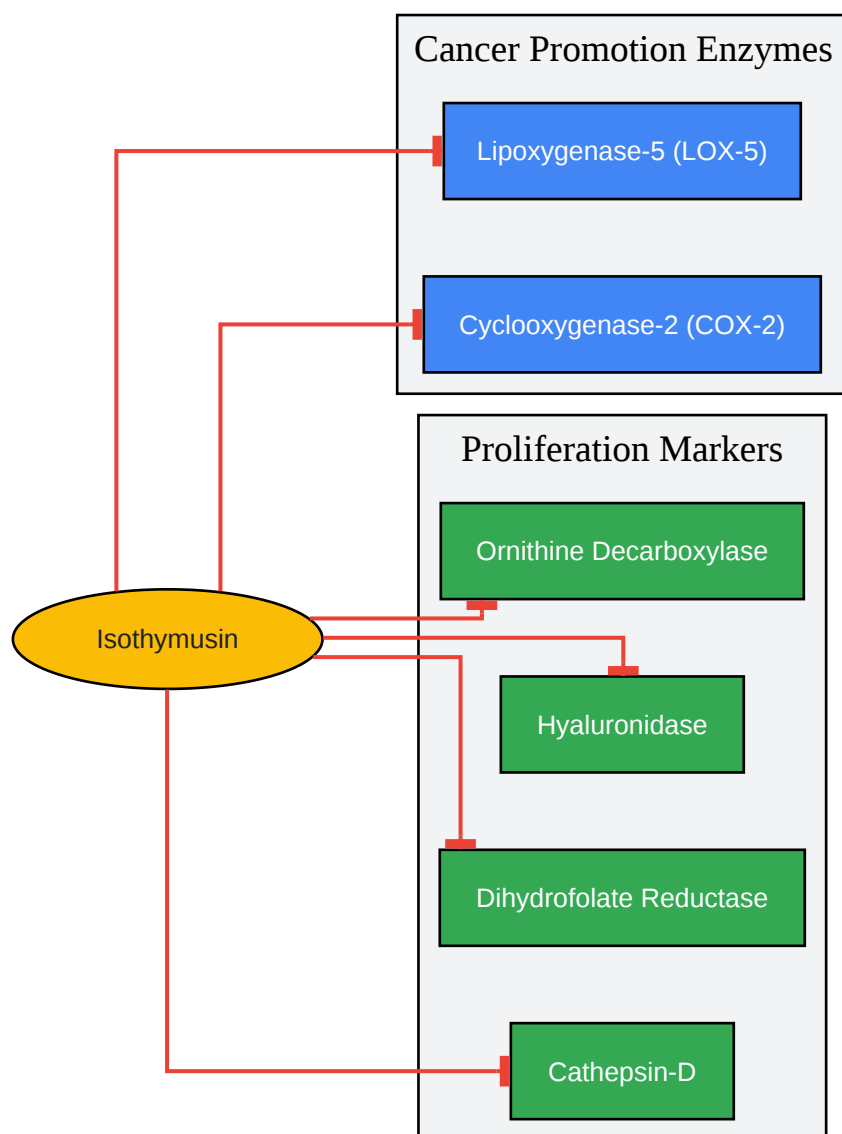 Cancer Promotion Enzymes
Lipoxygenase-5 (LOX-5)
Cyclooxygenase-2 (COX-2)
Proliferation Markers
Ornithine Decarboxylase
Isothymusin
Hyaluronidase
Dihydrofolate Reductase
Cathepsin-D